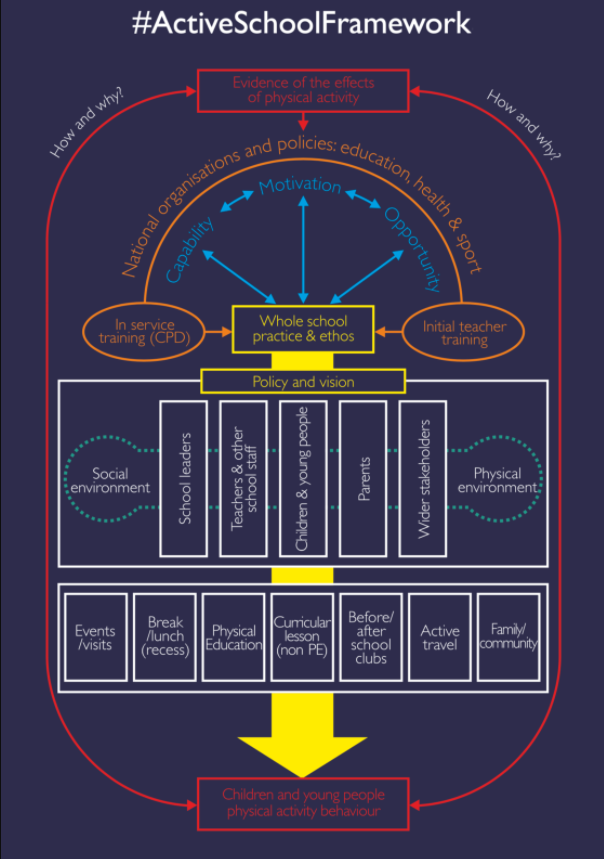 #ActiveSchoolFramework
Evidence of the effects
of physical activity
How and why?
How and why?
National organisations and policies: education, health & sport
Motivation
Capability
Opportunity
In service
training (CPD)
Whole school
practice & ethos
Initial teacher
training
Policy and vision
Social
environment
School leaders
Teachers & other
school staff
Children & young people
Parents
Wider stakeholders
Physical
environment
Events
/visits
Break
/lunch
(recess)
Physical
Education
Curricular
lesson
(non PE)
Before/
after
school
clubs
Active
travel
Family/
community
Children and young people
physical activity behaviour